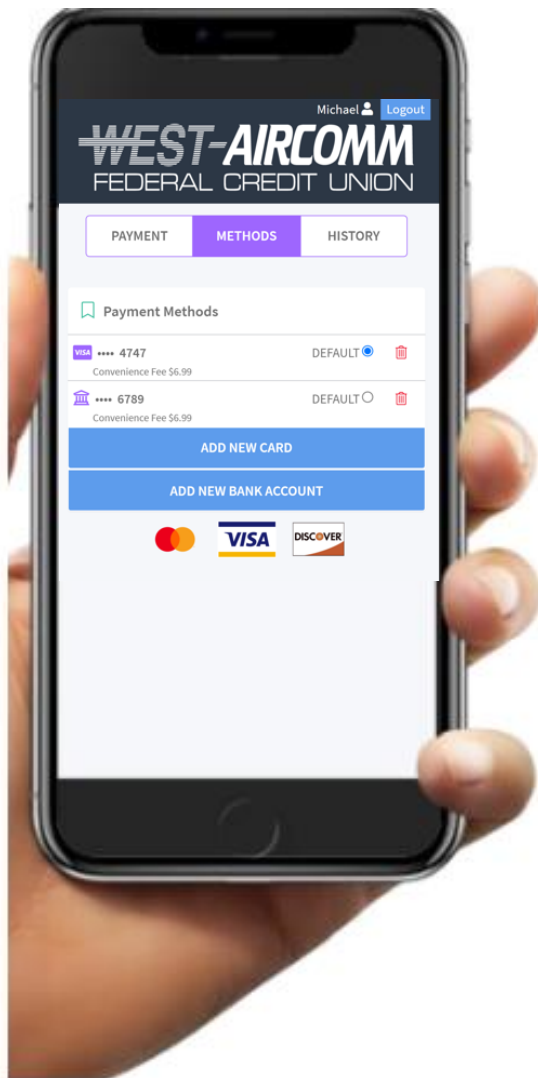 Michael Logout
WEST-AIRCOMM
FEDERAL CREDIT UNION
PAYMENT METHODS HISTORY
Payment Methods
VISA •••• 4747 DEFAULT
Convenience Fee $6.99
•••• 6789 DEFAULT
Convenience Fee $6.99
ADD NEW CARD
ADD NEW BANK ACCOUNT
VISA DISCOVER